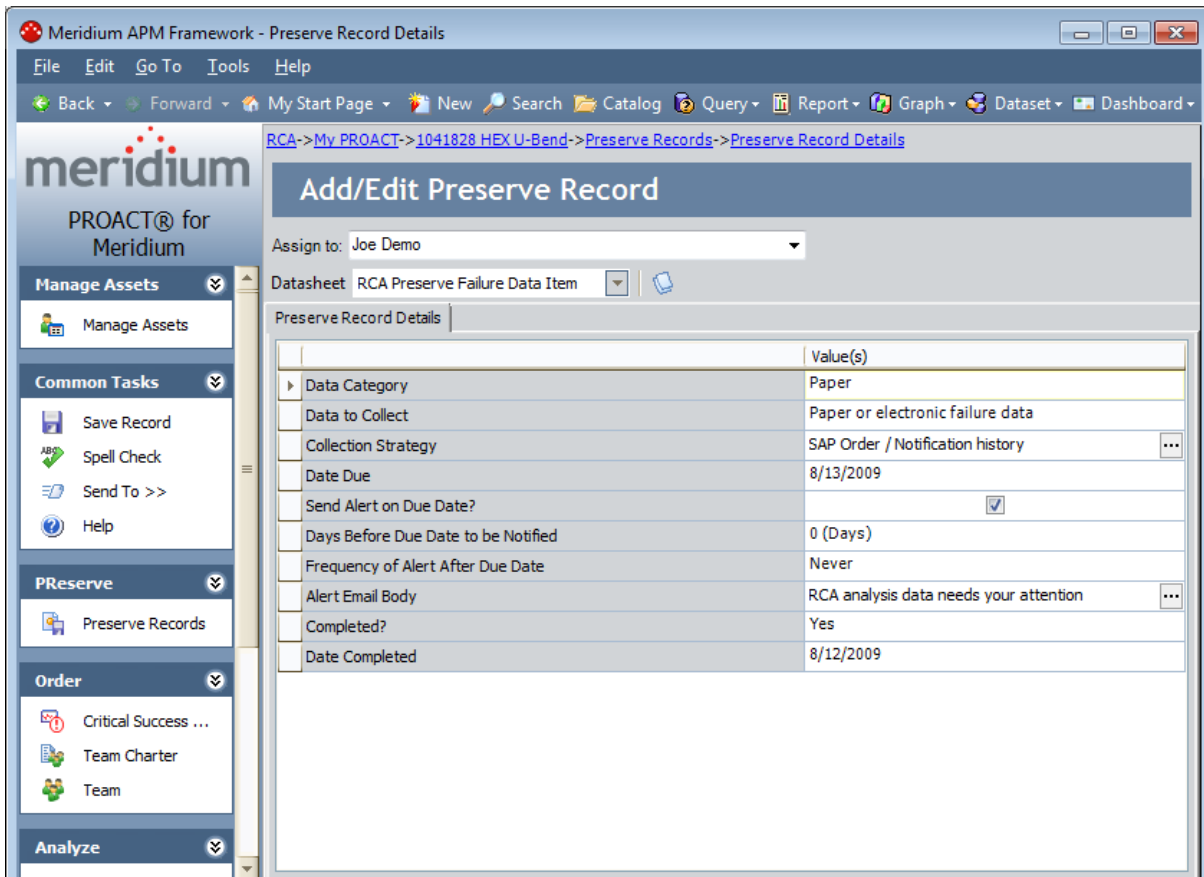 Meridium APM Framework - Preserve Record Details
File Edit Go To Tools Help
Back Forward My Start Page New Search Catalog Query Report Graph Dataset Dashboard
meridium
PROACT® for
Meridium
Manage Assets
Manage Assets
Common Tasks
Save Record
ABC
Spell Check
Send To >>
Help
PReserve
Preserve Records
Order
Critical Success ...
Team Charter
Team
Analyze
RCA->My PROACT->1041828 HEX U-Bend->Preserve Records->Preserve Record Details
Add/Edit Preserve Record
Assign to: Joe Demo
Datasheet RCA Preserve Failure Data Item
Preserve Record Details
Value(s)
Data Category Paper
Data to Collect Paper or electronic failure data
Collection Strategy SAP Order / Notification history ...
Date Due 8/13/2009
Send Alert on Due Date?
Days Before Due Date to be Notified 0 (Days)
Frequency of Alert After Due Date Never
Alert Email Body RCA analysis data needs your attention ...
Completed? Yes
Date Completed 8/12/2009